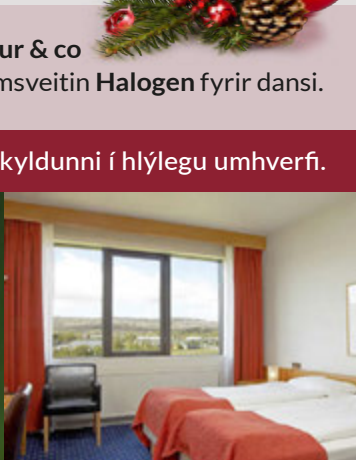 ur & co
msveitin Halogen fyrir dansi.
kyldunni í hlýlegu umhverfi.